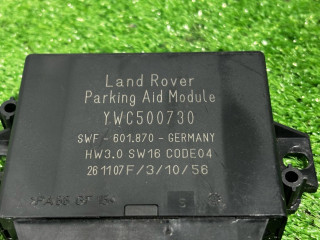 Land Rover
Parking Aid Module
YWC500730
SWF - 601.870 - GERMANY
HW3.0 SW16 CODE04
261107F/3/10/56